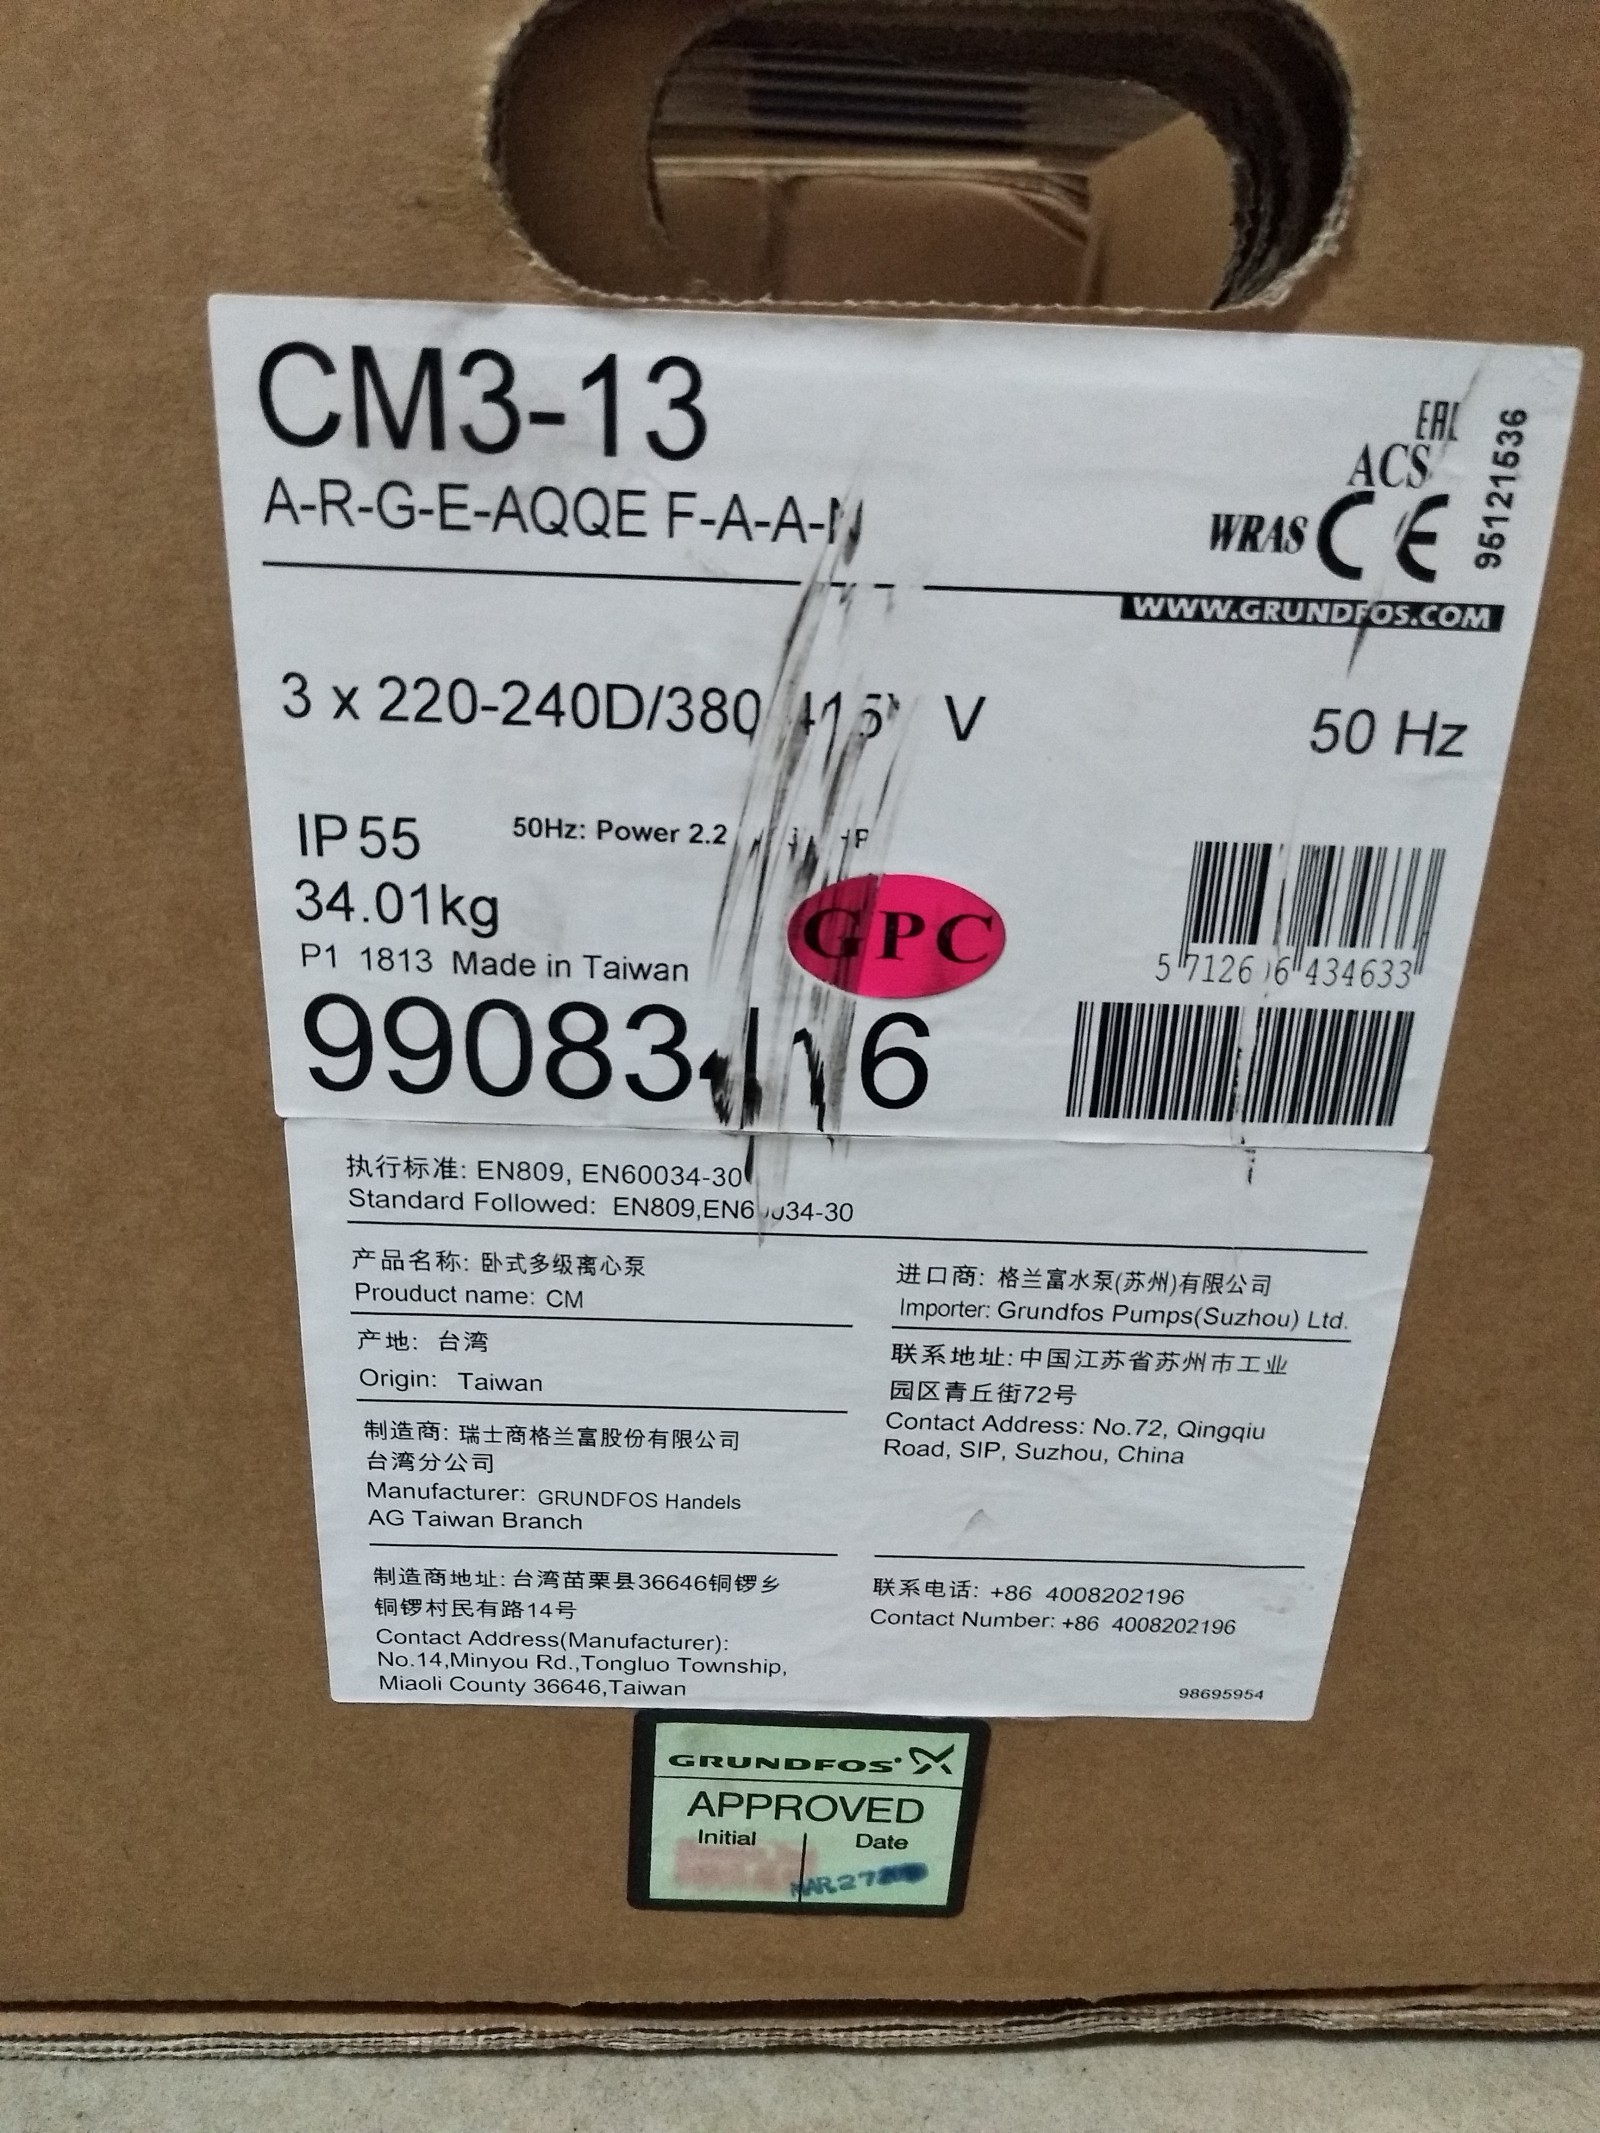 CM3-13
A-R-G-E-AQQE F-A-A-N
EAC
ACS
WRAS CE
95121536
WWW.GRUNDFOS.COM
3 x 220-240D/380 415Y V
50 Hz
IP55
50Hz: Power 2.2
34.01kg
GPC
P1 1813 Made in Taiwan
5 7126 6 434633
执行标准: EN809, EN60034-30
Standard Followed: EN809,EN60034-30
产品名称: 卧式多级离心泵
Prouduct name: CM
产地: 台湾
Origin: Taiwan
制造商: 瑞士商格兰富股份有限公司
台湾分公司
Manufacturer: GRUNDFOS Handels
AG Taiwan Branch
制造商地址: 台湾苗栗县36646铜锣乡
铜锣村民有路14号
Contact Address(Manufacturer):
No.14,Minyou Rd.,Tongluo Township,
Miaoli County 36646,Taiwan
进口商: 格兰富水泵(苏州)有限公司
Importer: Grundfos Pumps(Suzhou) Ltd.
联系地址: 中国江苏省苏州市工业
园区青丘街72号
Contact Address: No.72, Qingqiu
Road, SIP, Suzhou, China
联系电话: +86 4008202196
Contact Number: +86 4008202196
98695954
GRUNDFOS
APPROVED
Initial Date
MAR.27